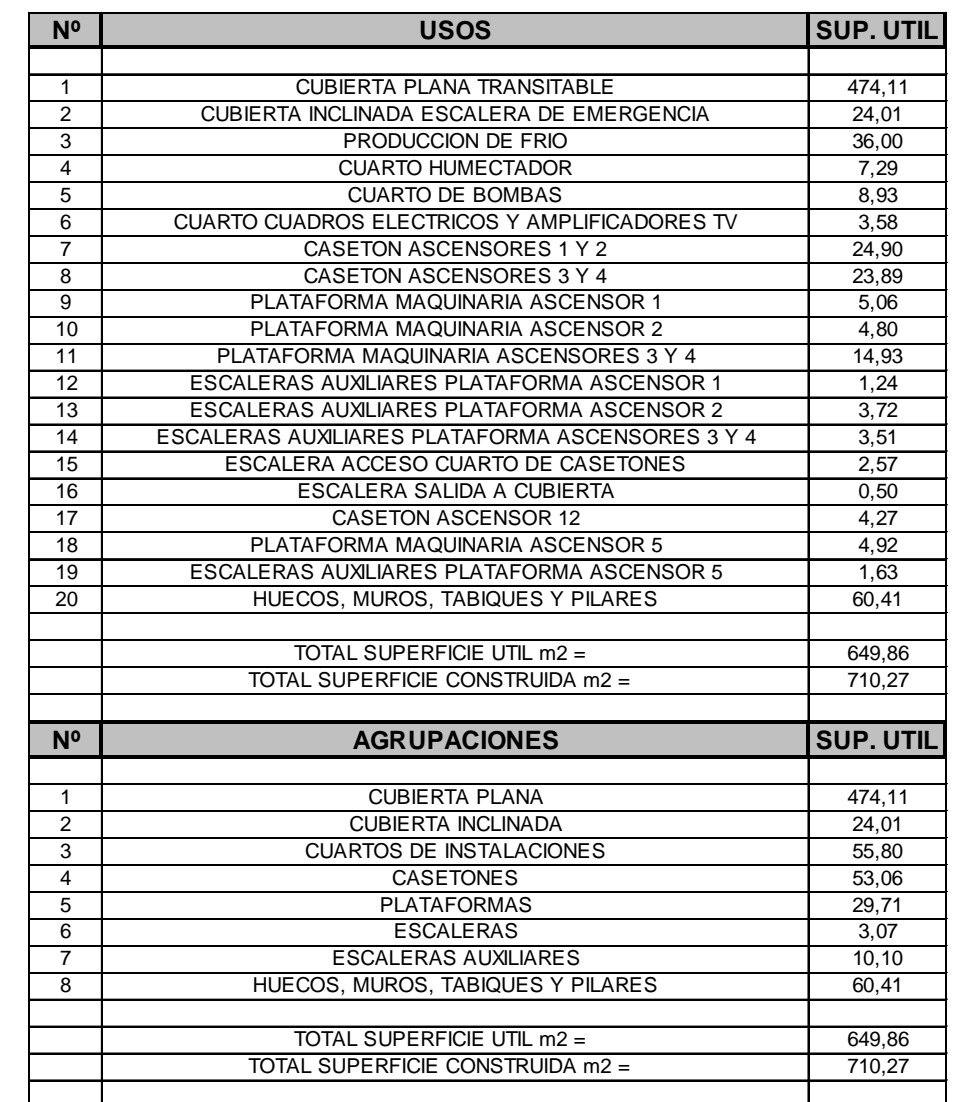 Nº USOS SUP. UTIL
1 CUBIERTA PLANA TRANSITABLE 474,11
2 CUBIERTA INCLINADA ESCALERA DE EMERGENCIA 24,01
3 PRODUCCION DE FRIO 36,00
4 CUARTO HUMECTADOR 7,29
5 CUARTO DE BOMBAS 8,93
6 CUARTO CUADROS ELECTRICOS Y AMPLIFICADORES TV 3,58
7 CASETON ASCENSORES 1 Y 2 24,90
8 CASETON ASCENSORES 3 Y 4 23,89
9 PLATAFORMA MAQUINARIA ASCENSOR 1 5,06
10 PLATAFORMA MAQUINARIA ASCENSOR 2 4,80
11 PLATAFORMA MAQUINARIA ASCENSORES 3 Y 4 14,93
12 ESCALERAS AUXILIARES PLATAFORMA ASCENSOR 1 1,24
13 ESCALERAS AUXILIARES PLATAFORMA ASCENSOR 2 3,72
14 ESCALERAS AUXILIARES PLATAFORMA ASCENSORES 3 Y 4 3,51
15 ESCALERA ACCESO CUARTO DE CASETONES 2,57
16 ESCALERA SALIDA A CUBIERTA 0,50
17 CASETON ASCENSOR 12 4,27
18 PLATAFORMA MAQUINARIA ASCENSOR 5 4,92
19 ESCALERAS AUXILIARES PLATAFORMA ASCENSOR 5 1,63
20 HUECOS, MUROS, TABIQUES Y PILARES 60,41
TOTAL SUPERFICIE UTIL m2 = 649,86
TOTAL SUPERFICIE CONSTRUIDA m2 = 710,27
Nº AGRUPACIONES SUP. UTIL
1 CUBIERTA PLANA 474,11
2 CUBIERTA INCLINADA 24,01
3 CUARTOS DE INSTALACIONES 55,80
4 CASETONES 53,06
5 PLATAFORMAS 29,71
6 ESCALERAS 3,07
7 ESCALERAS AUXILIARES 10,10
8 HUECOS, MUROS, TABIQUES Y PILARES 60,41
TOTAL SUPERFICIE UTIL m2 = 649,86
TOTAL SUPERFICIE CONSTRUIDA m2 = 710,27